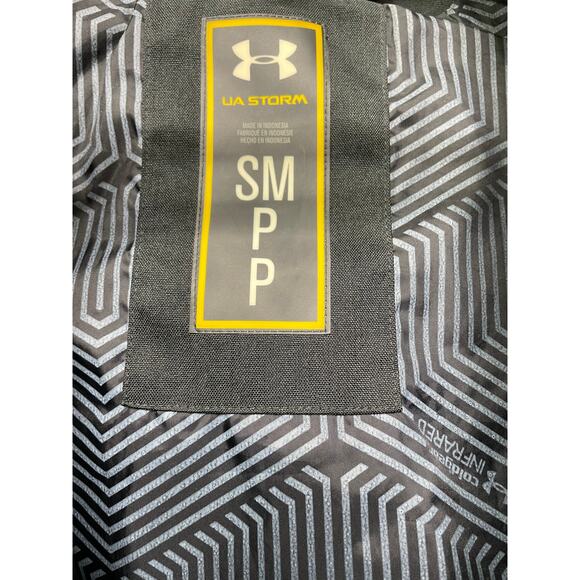 UA STORM
MADE IN INDONESIA
FABRIQUÉ EN INDONÉSIE
HECHO EN INDONESIA
SM
P
P
coldgear
INFRARED